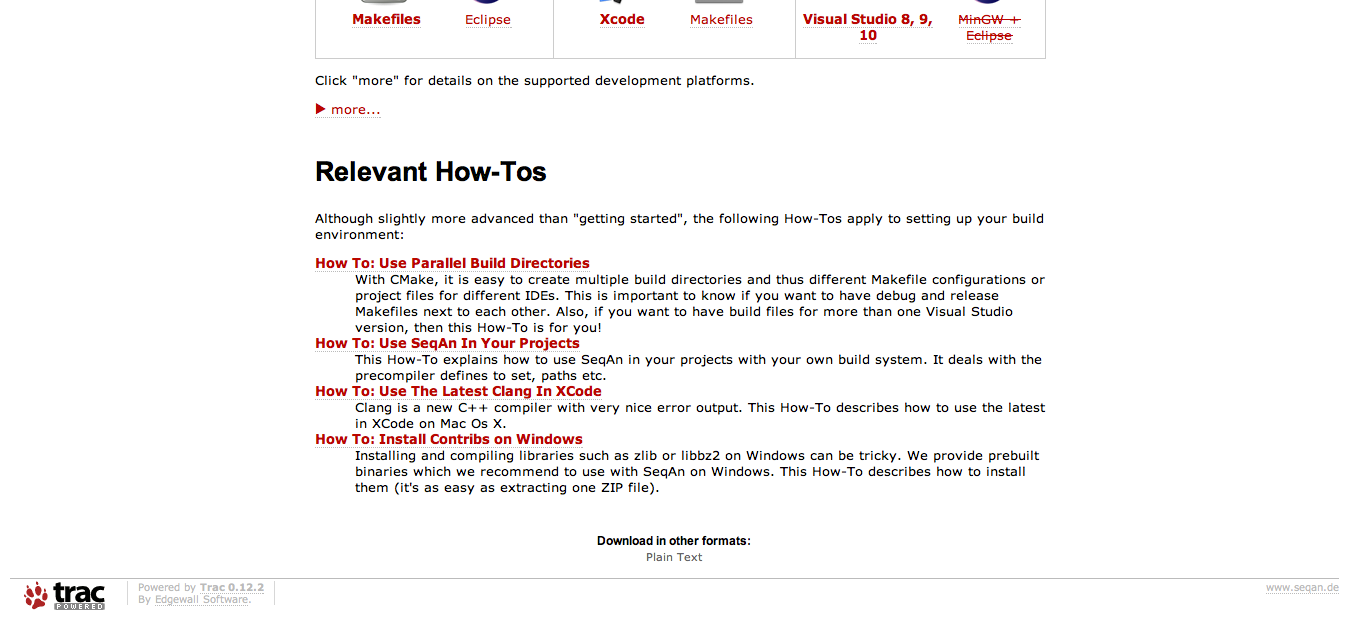 Makefiles Eclipse Xcode Makefiles Visual Studio 8, 9, MinGW +
10 Eclipse
Click "more" for details on the supported development platforms.
more...
Relevant How-Tos
Although slightly more advanced than "getting started", the following How-Tos apply to setting up your build
environment:
How To: Use Parallel Build Directories
With CMake, it is easy to create multiple build directories and thus different Makefile configurations or
project files for different IDEs. This is important to know if you want to have debug and release
Makefiles next to each other. Also, if you want to have build files for more than one Visual Studio
version, then this How-To is for you!
How To: Use SeqAn In Your Projects
This How-To explains how to use SeqAn in your projects with your own build system. It deals with the
precompiler defines to set, paths etc.
How To: Use The Latest Clang In XCode
Clang is a new C++ compiler with very nice error output. This How-To describes how to use the latest
in XCode on Mac Os X.
How To: Install Contribs on Windows
Installing and compiling libraries such as zlib or libbz2 on Windows can be tricky. We provide prebuilt
binaries which we recommend to use with SeqAn on Windows. This How-To describes how to install
them (it's as easy as extracting one ZIP file).
Download in other formats:
Plain Text
trac
POWERED
Powered by Trac 0.12.2
By Edgewall Software.
www.seqan.de